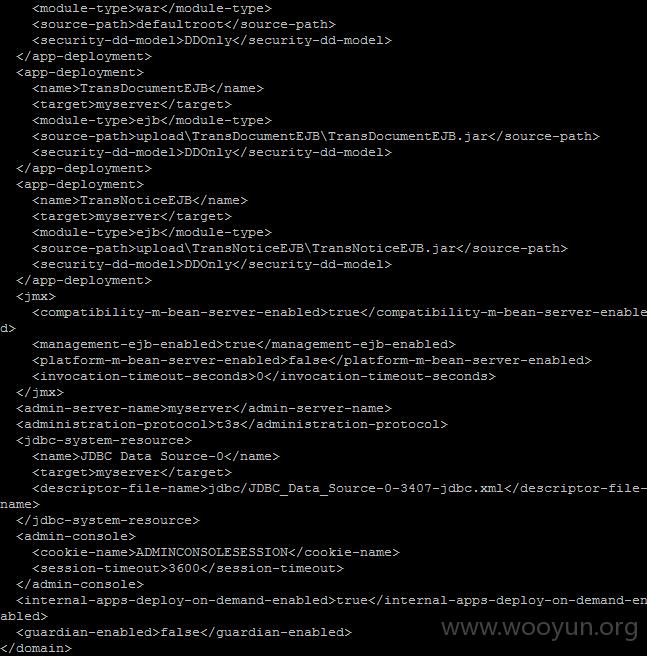 <module-type>war</module-type>
<source-path>defaultroot</source-path>
<security-dd-model>DDOnly</security-dd-model>
</app-deployment>
<app-deployment>
<name>TransDocumentEJB</name>
<target>myserver</target>
<module-type>ejb</module-type>
<source-path>upload\TransDocumentEJB\TransDocumentEJB.jar</source-path>
<security-dd-model>DDOnly</security-dd-model>
</app-deployment>
<app-deployment>
<name>TransNoticeEJB</name>
<target>myserver</target>
<module-type>ejb</module-type>
<source-path>upload\TransNoticeEJB\TransNoticeEJB.jar</source-path>
<security-dd-model>DDOnly</security-dd-model>
</app-deployment>
<jmx>
<compatibility-m-bean-server-enabled>true</compatibility-m-bean-server-enable
d>
<management-ejb-enabled>true</management-ejb-enabled>
<platform-m-bean-server-enabled>false</platform-m-bean-server-enabled>
<invocation-timeout-seconds>0</invocation-timeout-seconds>
</jmx>
<admin-server-name>myserver</admin-server-name>
<administration-protocol>t3s</administration-protocol>
<jdbc-system-resource>
<name>JDBC Data Source-0</name>
<target>myserver</target>
<descriptor-file-name>jdbc/JDBC_Data_Source-0-3407-jdbc.xml</descriptor-file-
name>
</jdbc-system-resource>
<admin-console>
<cookie-name>ADMINCONSOLESESSION</cookie-name>
<session-timeout>3600</session-timeout>
</admin-console>
<internal-apps-deploy-on-demand-enabled>true</internal-apps-deploy-on-demand-en
abled>
<guardian-enabled>false</guardian-enabled>
</domain>
www.wooyun.org